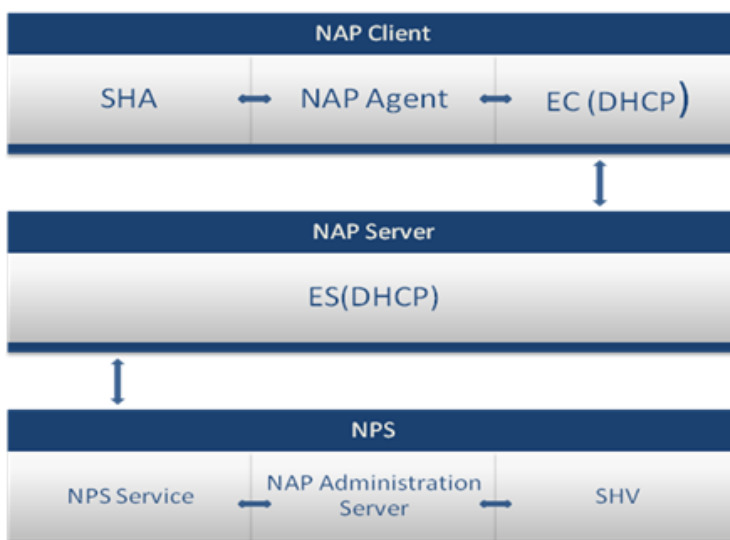 NAP Client
SHA
NAP Agent
EC (DHCP)
NAP Server
ES(DHCP)
NPS
NPS Service
NAP Administration
Server
SHV